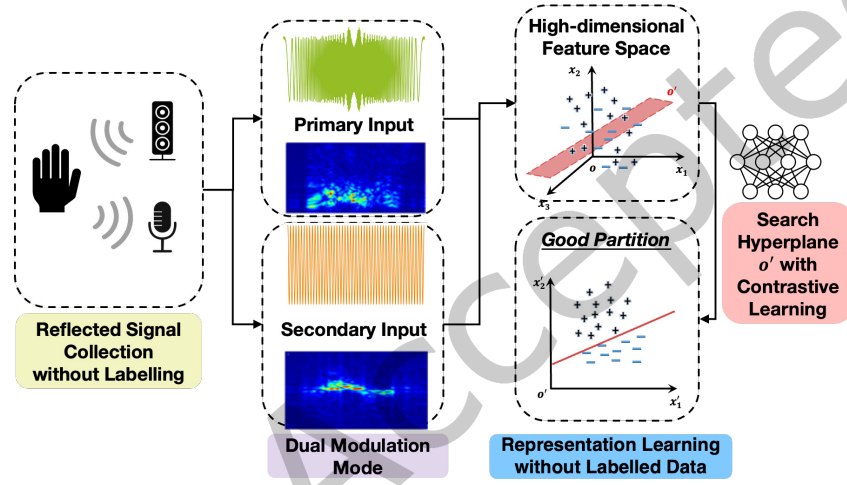 Reflected Signal
Collection
without Labelling
Primary Input
Secondary Input
Dual Modulation
Mode
High-dimensional
Feature Space
x₂
o'
o
x₁
x₃
Good Partition
x'₂
o'
x'₁
Search
Hyperplane
o' with
Contrastive
Learning
Representation Learning
without Labelled Data
Accepte